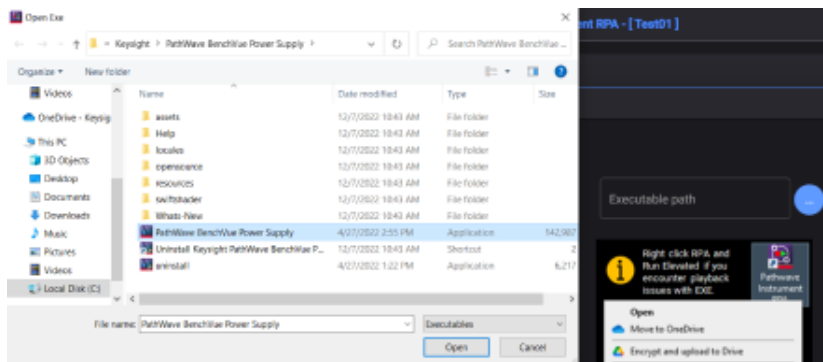 Open Exe
ent RPA - [ Test01 ]
« Keysight > PathWave BenchVue Power Supply >
Search PathWave BenchVue ...
Organize
New folder
Videos
OneDrive - Keysig
This PC
3D Objects
Desktop
Documents
Downloads
Music
Pictures
Videos
Local Disk (C:)
Name Date modified Type Size
assets 12/7/2022 10:43 AM File folder
Help 12/7/2022 10:43 AM File folder
locales 12/7/2022 10:43 AM File folder
opensource 12/7/2022 10:43 AM File folder
resources 12/7/2022 10:43 AM File folder
swiftshader 12/7/2022 10:43 AM File folder
Whats-New 12/7/2022 10:43 AM File folder
PathWave BenchVue Power Supply 4/27/2022 2:55 PM Application 142,987
Uninstall Keysight PathWave BenchVue P... 12/7/2022 10:43 AM Shortcut 2
uninstall 4/27/2022 1:22 PM Application 6,217
File name: PathWave BenchVue Power Supply
Executables
Open
Cancel
Executable path
...
Right click RPA and
Run Elevated if you
encounter playback
issues with EXE.
Pathwave
Instrument
Open
Move to OneDrive
Encrypt and upload to Drive